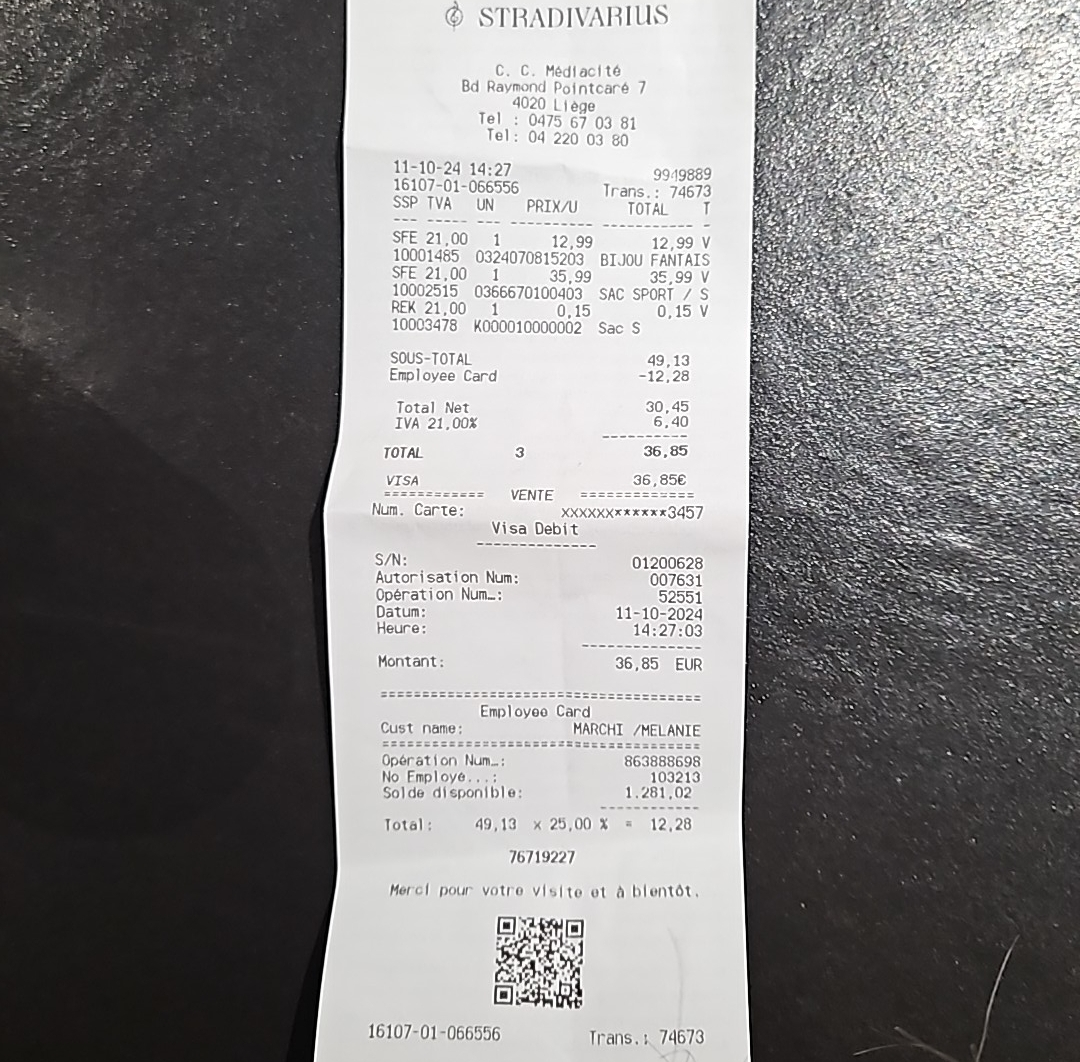 STRADIVARIUS
C. C. Médiacité
Bd Raymond Pointcaré 7
4020 Liège
Tel : 0475 67 03 81
Tel: 04 220 03 80
11-10-24 14:27 9949889
16107-01-066556 Trans.: 74673
SSP TVA UN PRIX/U TOTAL T
--- ----- --- -------- ----------- -
SFE 21,00 1 12,99 12,99 V
10001485 0324070815203 BIJOU FANTAIS
SFE 21,00 1 35,99 35,99 V
10002515 0366670100403 SAC SPORT / S
REK 21,00 1 0,15 0,15 V
10003478 K000010000002 Sac S
SOUS-TOTAL 49,13
Employee Card -12,28
Total Net 30,45
IVA 21,00% 6,40
----------
TOTAL 3 36,85
VISA 36,85€
============ VENTE =============
Num. Carte: XXXXXX******3457
Visa Debit
--------------
S/N: 01200628
Autorisation Num: 007631
Opération Num_: 52551
Datum: 11-10-2024
Heure: 14:27:03
--------------
Montant: 36,85 EUR
=====================================
Employee Card
Cust name: MARCHI /MELANIE
=====================================
Opération Num_: 863888698
No Employé...: 103213
Solde disponible: 1.281,02
------------
Total: 49,13 x 25,00 % = 12,28
76719227
Merci pour votre visite et à bientôt.
16107-01-066556 Trans.: 74673